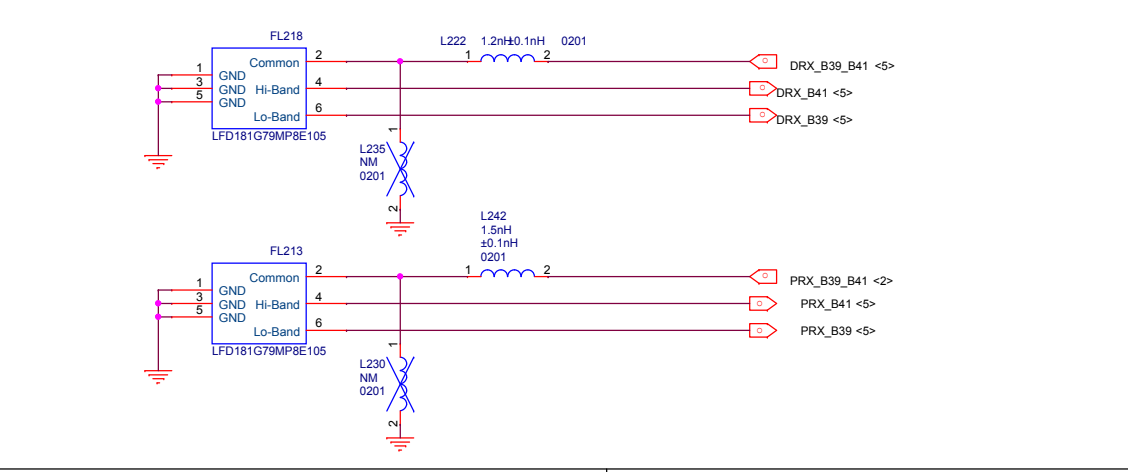 FL218
L222 1.2nH±0.1nH 0201
1 2
Common 2
DRX_B39_B41 <5>
1 GND
3 GND Hi-Band 4
DRX_B41 <5>
5 GND
Lo-Band 6
DRX_B39 <5>
LFD181G79MP8E105
1
L235
NM
0201
2
L242
1.5nH
±0.1nH
0201
FL213
1 2
Common 2
PRX_B39_B41 <2>
1 GND
3 GND Hi-Band 4
PRX_B41 <5>
5 GND
Lo-Band 6
PRX_B39 <5>
LFD181G79MP8E105
1
L230
NM
0201
2